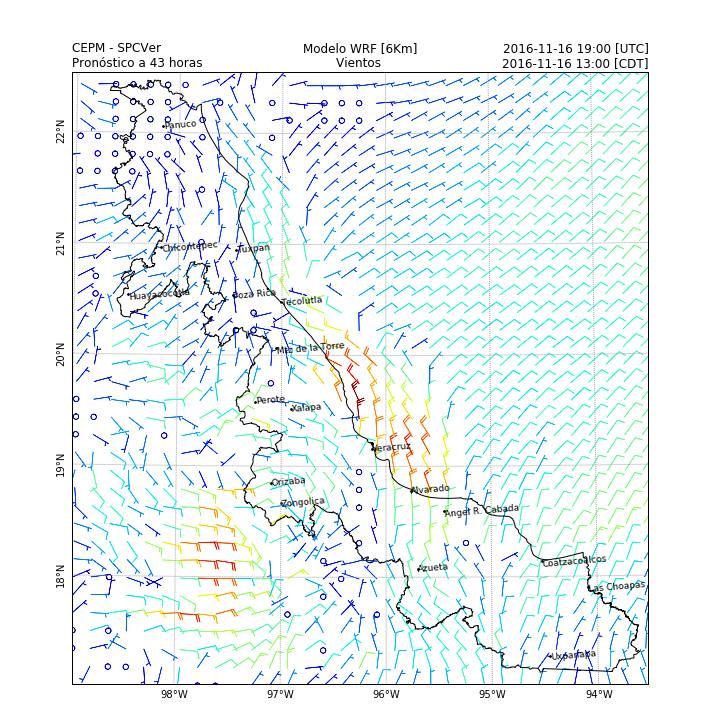 CEPM - SPCVer Modelo WRF [6Km] 2016-11-16 19:00 [UTC]
Pronóstico a 43 horas Vientos 2016-11-16 13:00 [CDT]
22°N
Panuco
21°N
Chicontepec
Tuxpan
Huayacocotla
Poza Rica
Tecolutla
20°N
Mtz de la Torre
Perote
Xalapa
Veracruz
19°N
Orizaba
Alvarado
Zongolica
Angel R. Cabada
Azueta
Coatzacoalcos
18°N
Las Choapas
Uxpanapa
98°W 97°W 96°W 95°W 94°W